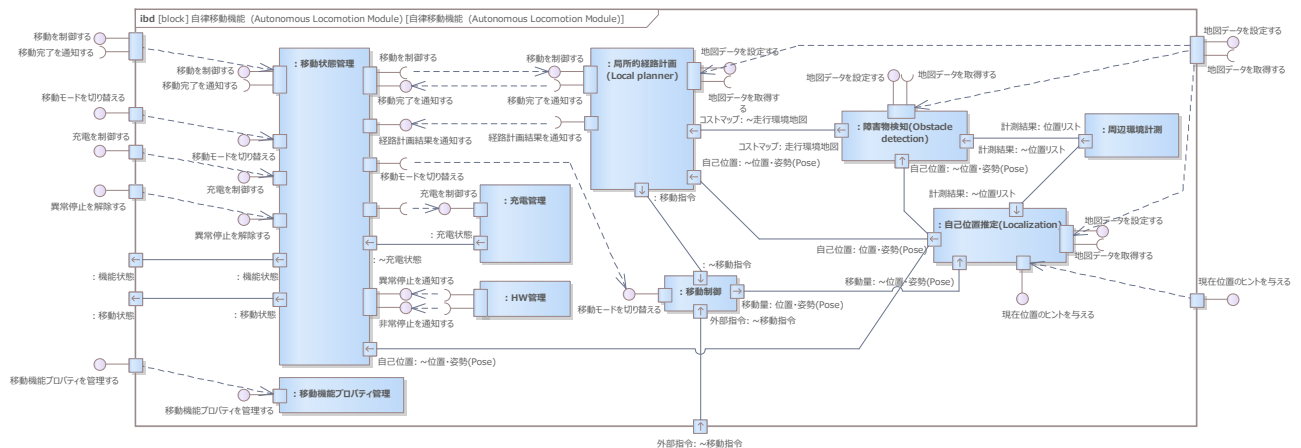 ibd [block] 自律移動機能 (Autonomous Locomotion Module) [自律移動機能 (Autonomous Locomotion Module)]
移動を制御する
移動完了を通知する
移動モードを切り替える
充電を制御する
異常停止を解除する
: 機能状態
: 移動状態
移動機能プロパティを管理する
移動を制御する
移動完了を通知する
移動モードを切り替える
充電を制御する
異常停止を解除する
: 機能状態
: 移動状態
移動機能プロパティを管理する
: 移動状態管理
: 移動機能プロパティ管理
移動を制御する
移動完了を通知する
経路計画結果を通知する
移動モードを切り替える
充電を制御する
: 充電状態
: ~充電状態
異常停止を通知する
非常停止を通知する
自己位置: ~位置・姿勢(Pose)
: 充電管理
: HW管理
移動を制御する
移動完了を通知する
経路計画結果を通知する
: 局所的経路計画
(Local planner)
地図データを設定する
地図データを取得す
る
コストマップ: ~走行環境地図
自己位置: ~位置・姿勢(Pose)
: 移動指令
: ~移動指令
移動モードを切り替える
: 移動制御
移動量: 位置・姿勢(Pose)
外部指令: ~移動指令
外部指令: ~移動指令
地図データを設定する
地図データを取得する
: 障害物検知(Obstacle
detection)
コストマップ: 走行環境地図
計測結果: 位置リスト
計測結果: ~位置リスト
自己位置: ~位置・姿勢(Pose)
: 周辺環境計測
計測結果: ~位置リスト
: 自己位置推定(Localization)
地図データを設定する
地図データを取得する
自己位置: 位置・姿勢(Pose)
移動量: ~位置・姿勢(Pose)
現在位置のヒントを与える
地図データを設定する
地図データを取得する
現在位置のヒントを与える